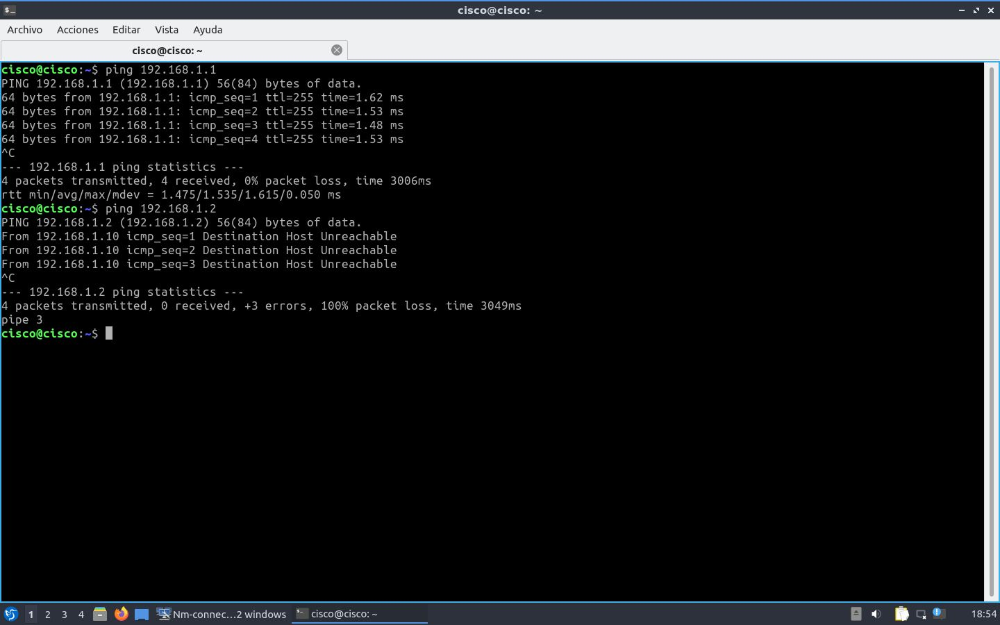 cisco@cisco: ~
Archivo Acciones Editar Vista Ayuda
cisco@cisco: ~
cisco@cisco:~$ ping 192.168.1.1
PING 192.168.1.1 (192.168.1.1) 56(84) bytes of data.
64 bytes from 192.168.1.1: icmp_seq=1 ttl=255 time=1.62 ms
64 bytes from 192.168.1.1: icmp_seq=2 ttl=255 time=1.53 ms
64 bytes from 192.168.1.1: icmp_seq=3 ttl=255 time=1.48 ms
64 bytes from 192.168.1.1: icmp_seq=4 ttl=255 time=1.53 ms
^C
--- 192.168.1.1 ping statistics ---
4 packets transmitted, 4 received, 0% packet loss, time 3006ms
rtt min/avg/max/mdev = 1.475/1.535/1.615/0.050 ms
cisco@cisco:~$ ping 192.168.1.2
PING 192.168.1.2 (192.168.1.2) 56(84) bytes of data.
From 192.168.1.10 icmp_seq=1 Destination Host Unreachable
From 192.168.1.10 icmp_seq=2 Destination Host Unreachable
From 192.168.1.10 icmp_seq=3 Destination Host Unreachable
^C
--- 192.168.1.2 ping statistics ---
4 packets transmitted, 0 received, +3 errors, 100% packet loss, time 3049ms
pipe 3
cisco@cisco:~$
1 2 3 4 Nm-connec...2 windows cisco@cisco: ~ 18:54